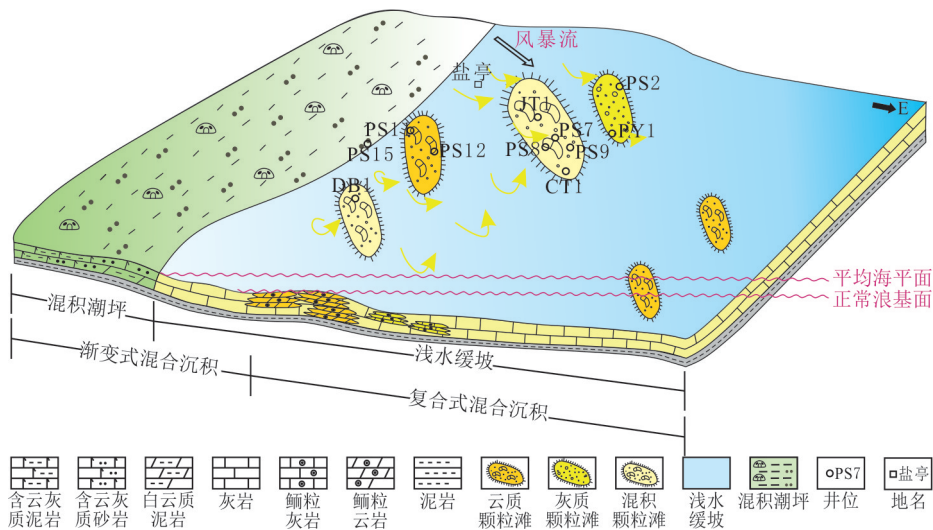 风暴流
盐亭
PS2
E
JT1
PS1
PS7
PY1
PS15
PS12
PS8
PS9
DB1
CT1
平均海平面
正常浪基面
混积潮坪
浅水缓坡
渐变式混合沉积
复合式混合沉积
PS7
盐亭
含云灰
质泥岩
含云灰
质砂岩
白云质
泥岩
灰岩
鲕粒
灰岩
鲕粒
云岩
泥岩
云质
颗粒滩
灰质
颗粒滩
混积
颗粒滩
浅水
缓坡
混积潮坪
井位
地名